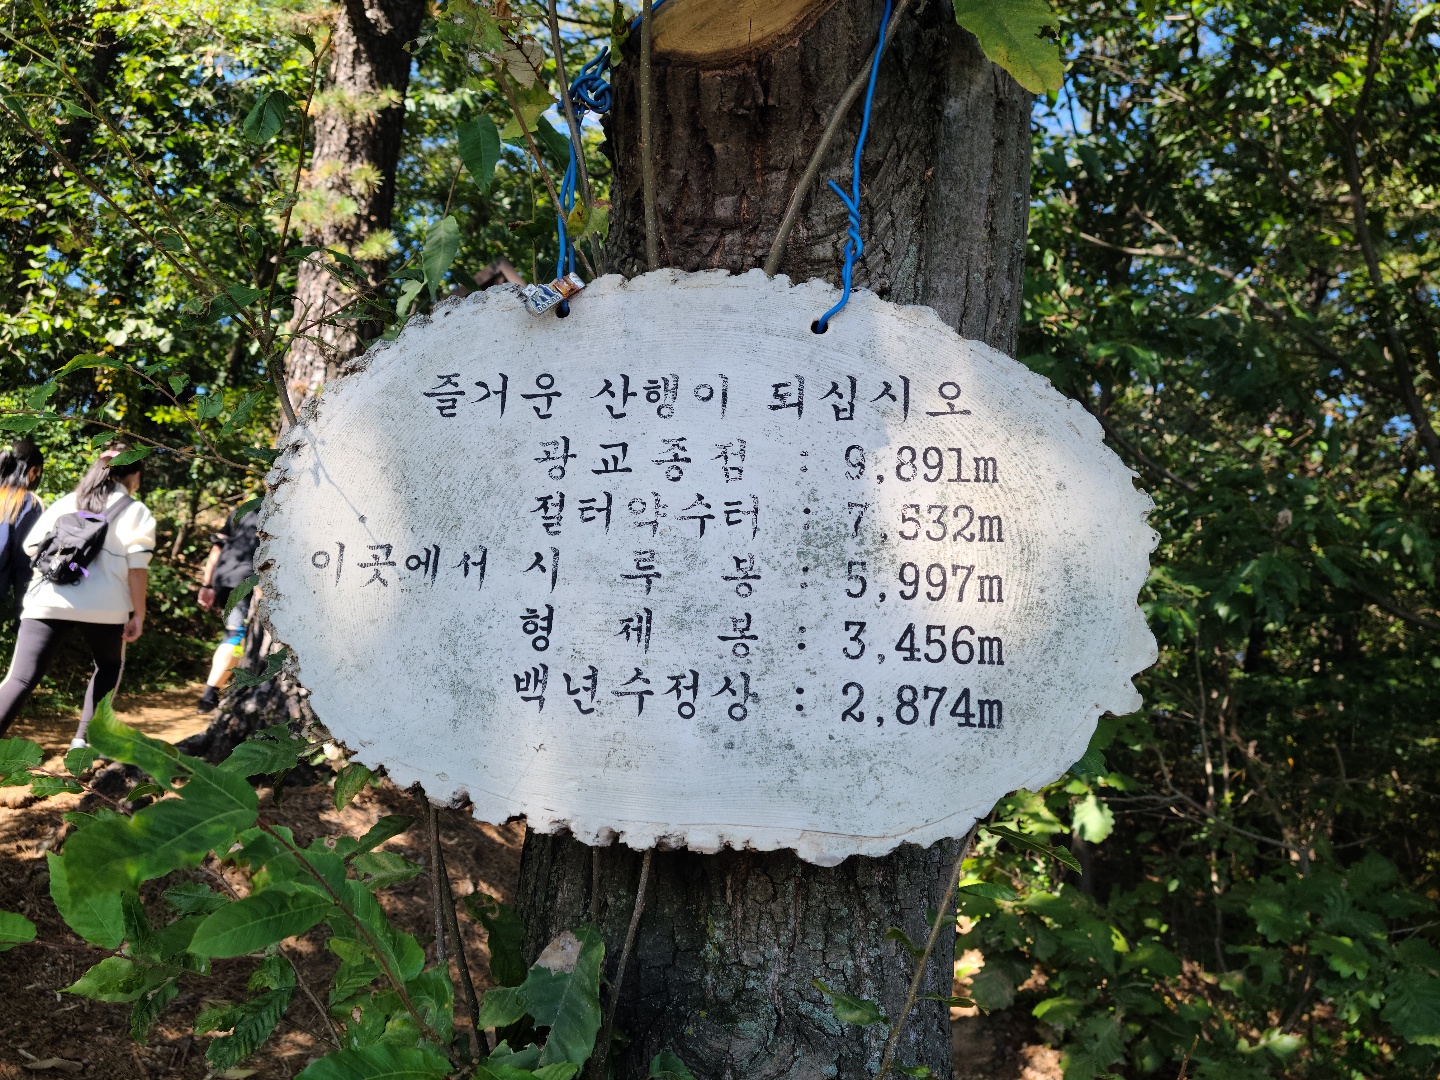 즐거운 산행이 되십시오
광교종점 : 9,891m
절터약수터 : 7,532m
이곳에서 시 루 봉 : 5,997m
형 제 봉 : 3,456m
백년수정상 : 2,874m